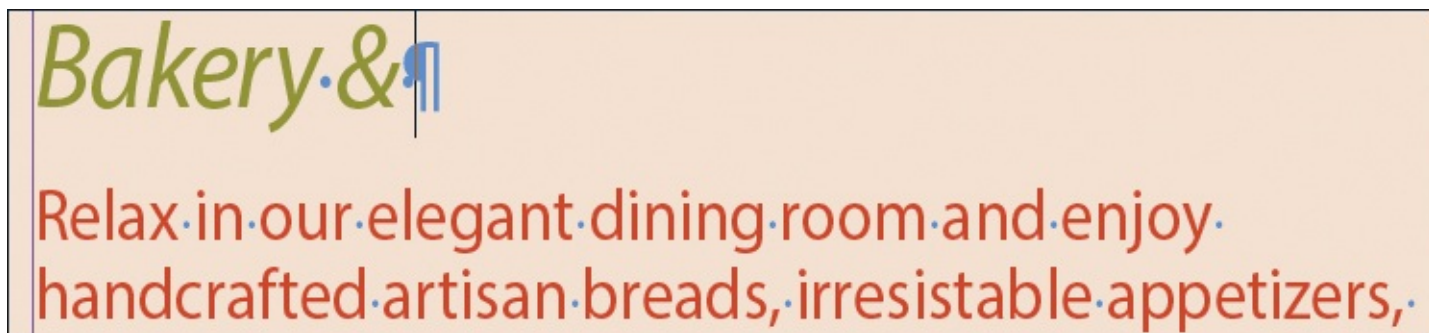 Bakery &¶
Relax in our elegant dining room and enjoy
handcrafted artisan breads, irresistable appetizers,